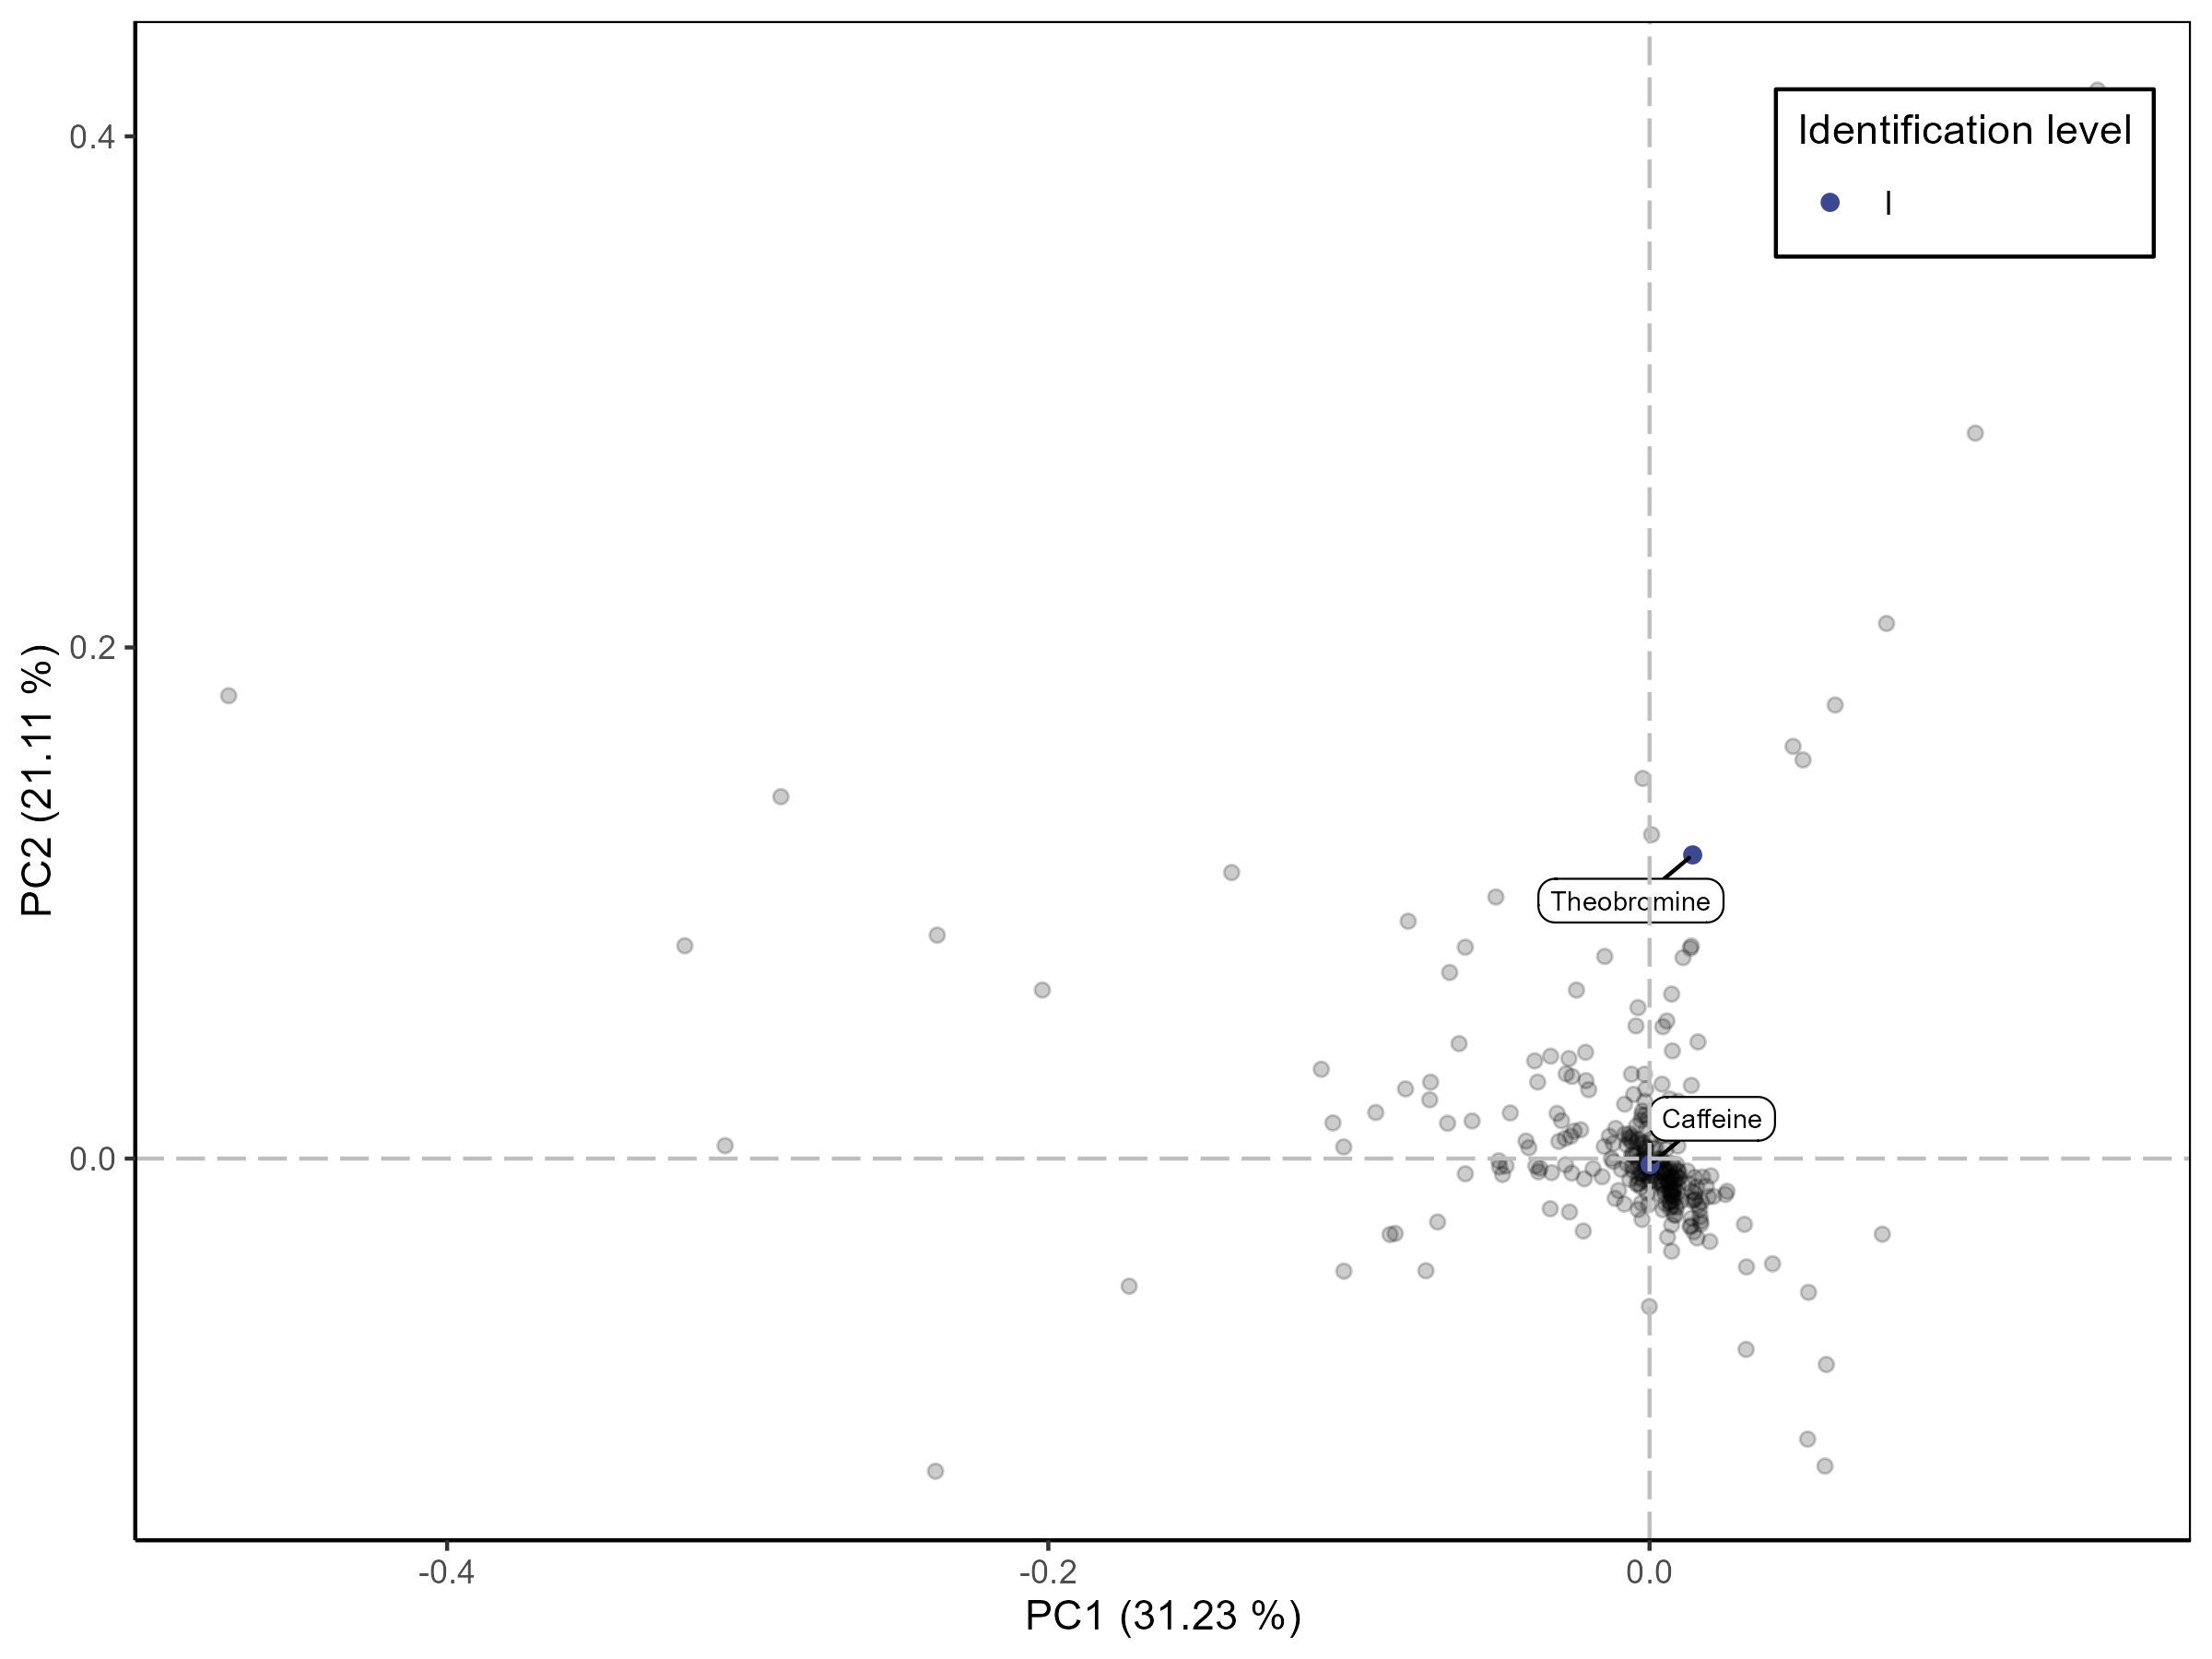 Identification level
I
0.4
0.2
0.0
PC2 (21.11 %)
Theobromine
Caffeine
-0.4
-0.2
0.0
PC1 (31.23 %)